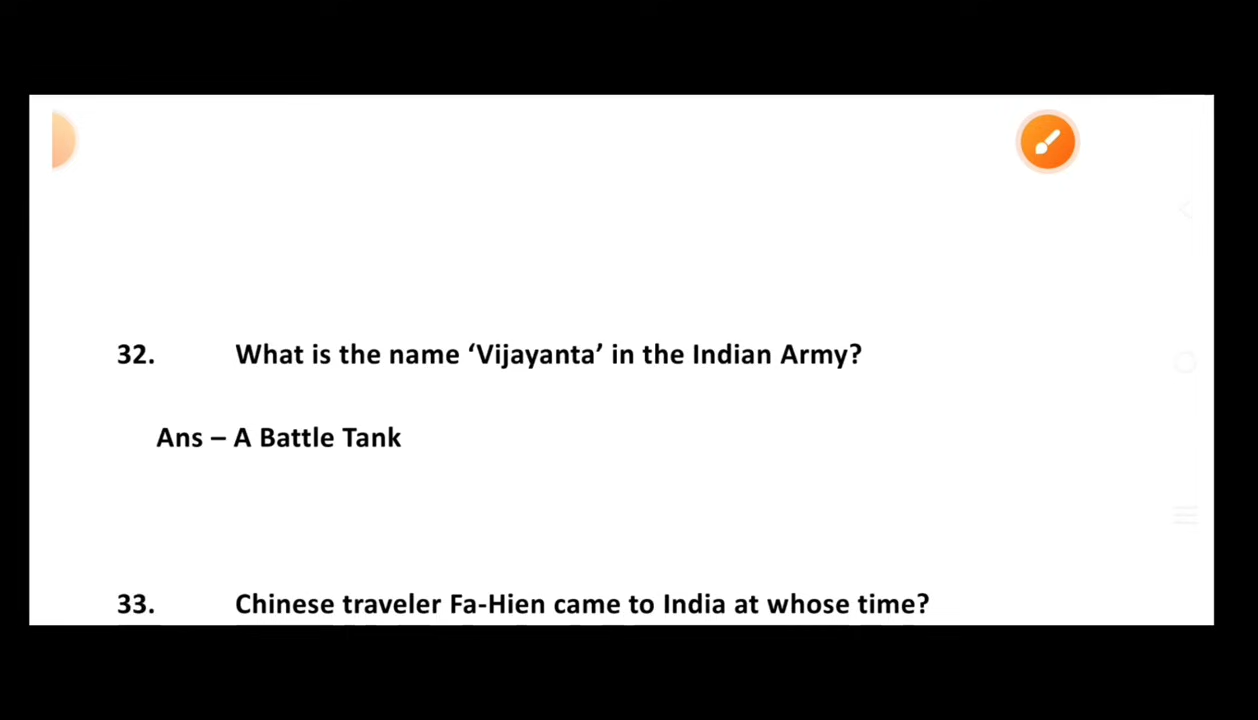 32. What is the name ‘Vijayanta’ in the Indian Army?
Ans – A Battle Tank
33. Chinese traveler Fa-Hien came to India at whose time?